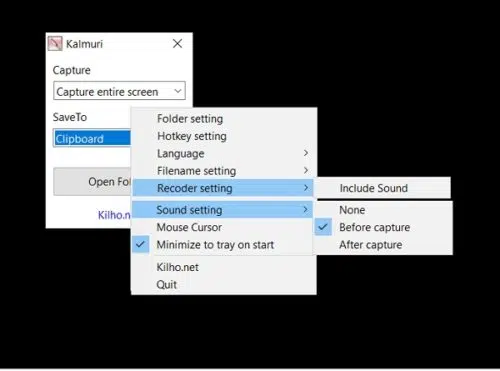 Kalmuri
Capture
Capture entire screen
SaveTo
Clipboard
Open Fol
Kilho.n
Folder setting
Hotkey setting
Language
Filename setting
Recoder setting
Include Sound
Sound setting
None
Mouse Cursor
Before capture
Minimize to tray on start
After capture
Kilho.net
Quit